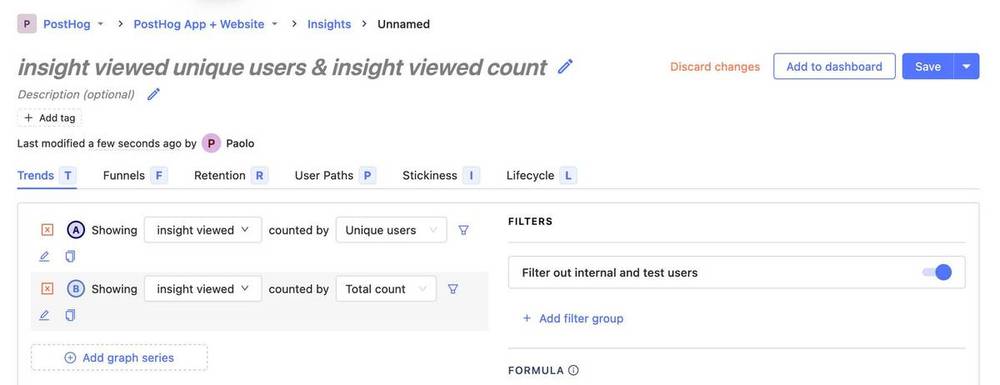 P PostHog > PostHog App + Website > Insights > Unnamed
insight viewed unique users & insight viewed count
Discard changes Add to dashboard Save
Description (optional)
+ Add tag
Last modified a few seconds ago by P Paolo
Trends T Funnels F Retention R User Paths P Stickiness I Lifecycle L
A Showing insight viewed counted by Unique users
B Showing insight viewed counted by Total count
+ Add graph series
FILTERS
Filter out internal and test users
+ Add filter group
FORMULA